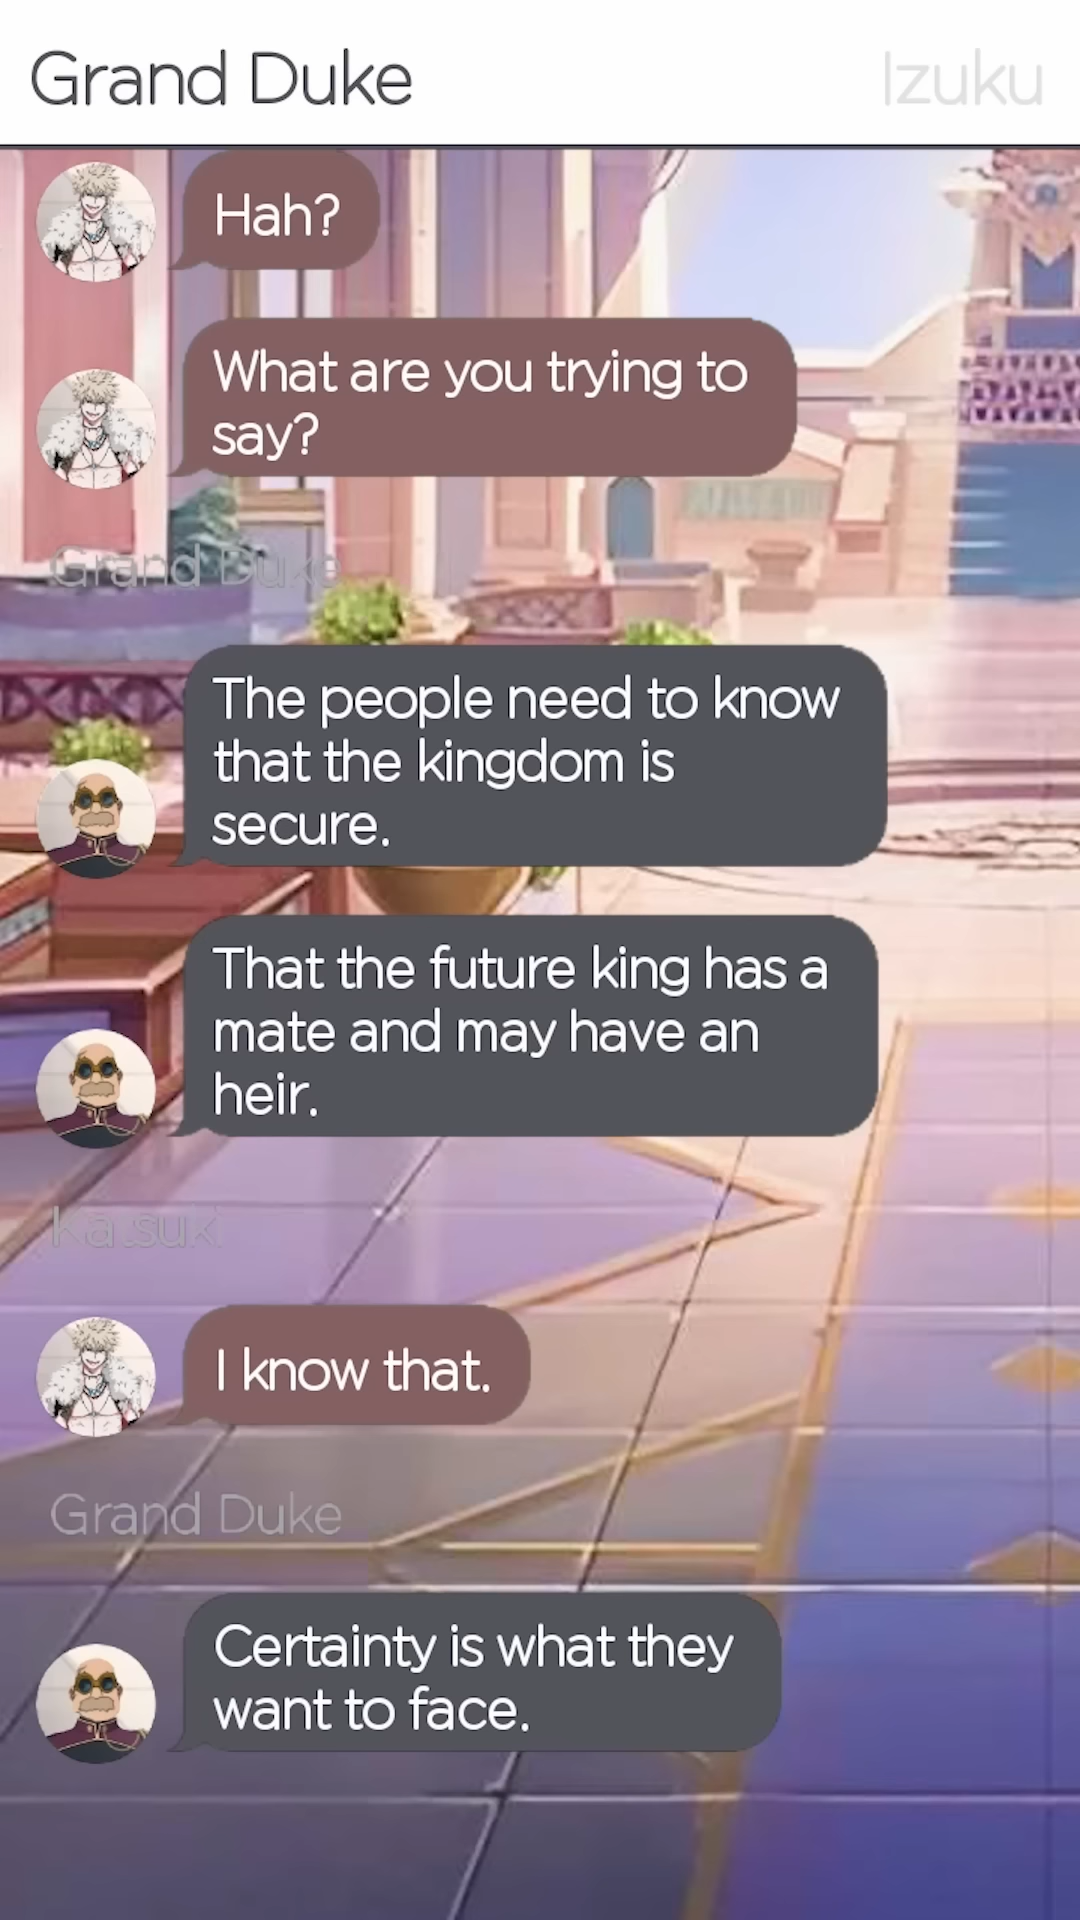 Grand Duke
Izuku
Hah?
What are you trying to
say?
Grand Duke
The people need to know
that the kingdom is
secure.
That the future king has a
mate and may have an
heir.
Katsuki
I know that.
Grand Duke
Certainty is what they
want to face.